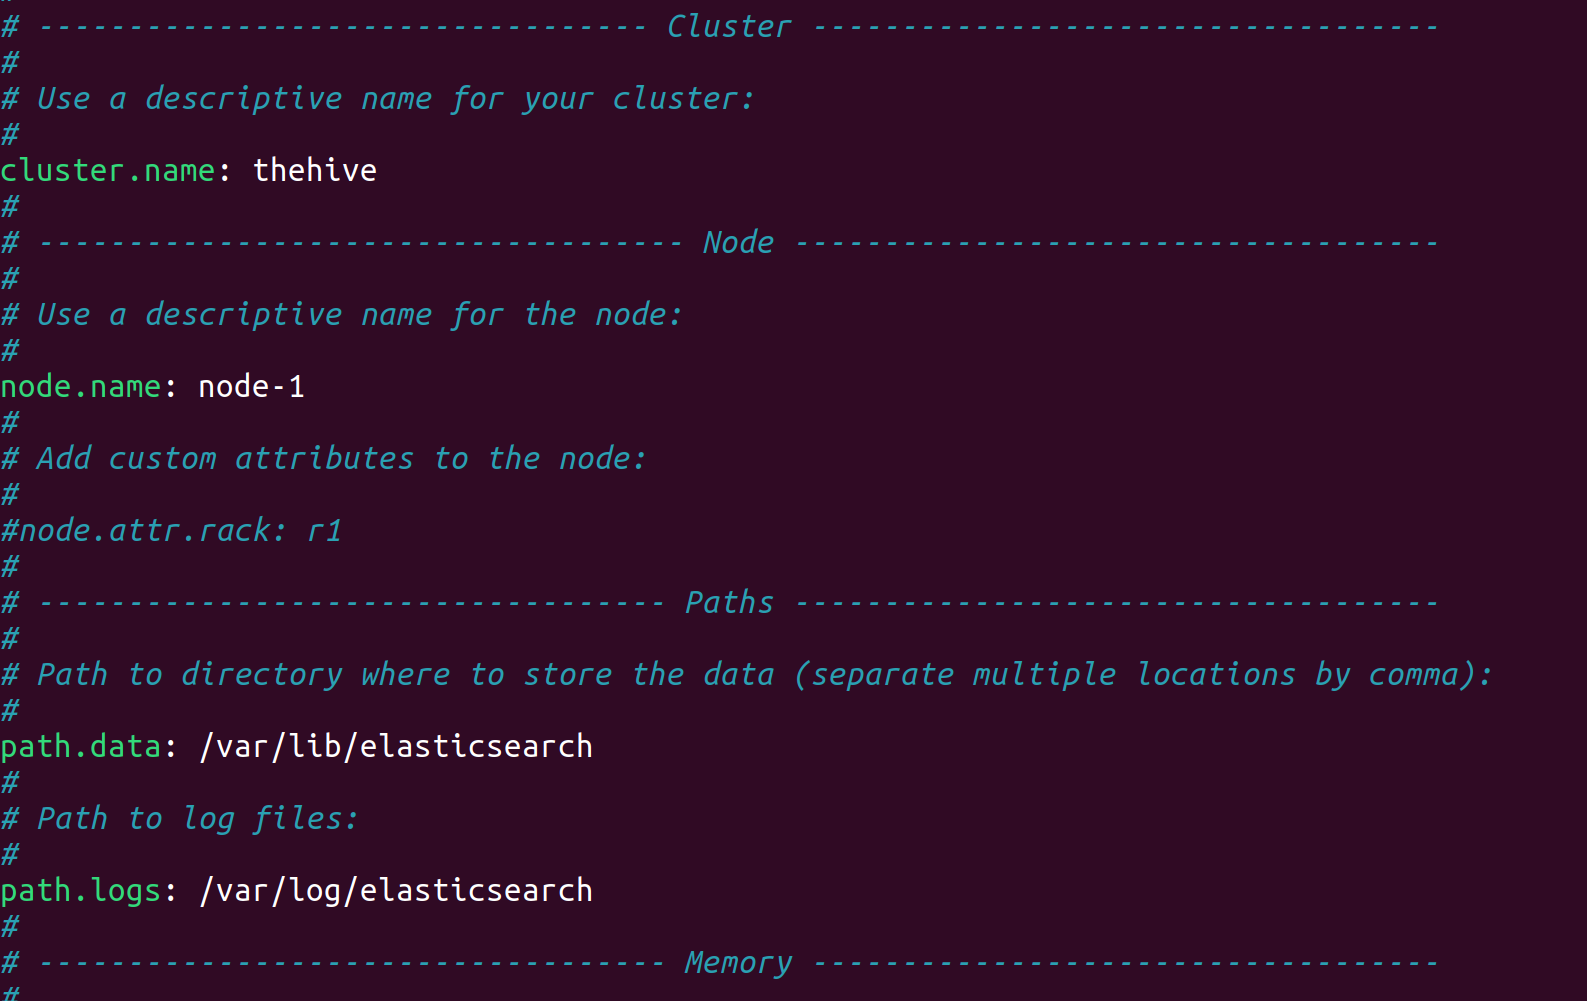 #
# ---------------------------------- Cluster -----------------------------------
#
# Use a descriptive name for your cluster:
#
cluster.name: thehive
#
# ------------------------------------ Node ------------------------------------
#
# Use a descriptive name for the node:
#
node.name: node-1
#
# Add custom attributes to the node:
#
#node.attr.rack: r1
#
# ----------------------------------- Paths ------------------------------------
#
# Path to directory where to store the data (separate multiple locations by comma):
#
path.data: /var/lib/elasticsearch
#
# Path to log files:
#
path.logs: /var/log/elasticsearch
#
# ----------------------------------- Memory -----------------------------------
#